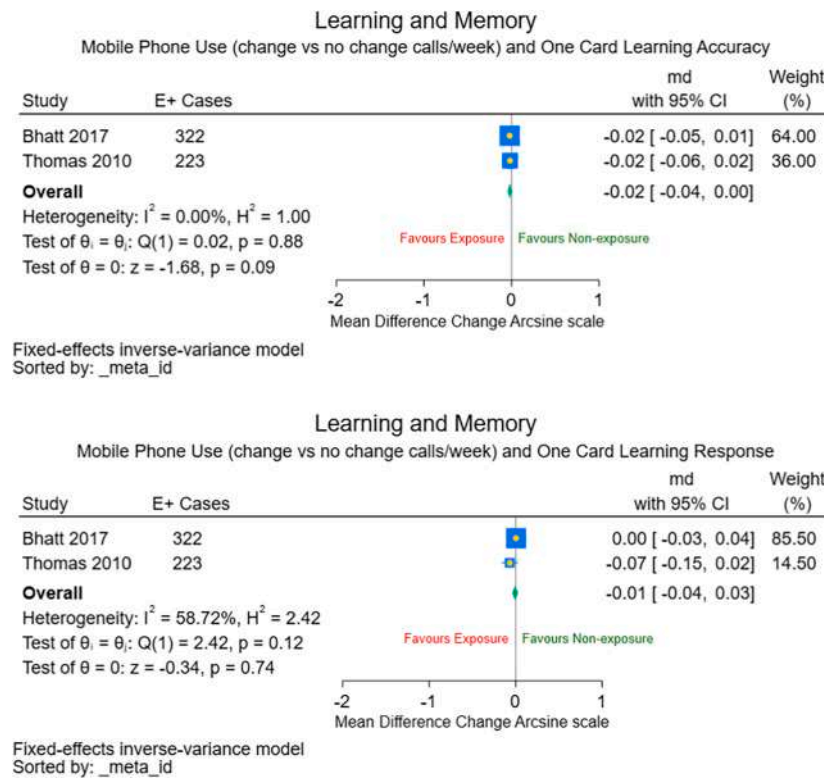 Learning and Memory
Mobile Phone Use (change vs no change calls/week) and One Card Learning Accuracy
md Weight
Study E+ Cases with 95% CI (%)
Bhatt 2017 322 -0.02 [ -0.05, 0.01] 64.00
Thomas 2010 223 -0.02 [ -0.06, 0.02] 36.00
Overall -0.02 [ -0.04, 0.00]
Heterogeneity: I² = 0.00%, H² = 1.00
Test of θᵢ = θⱼ: Q(1) = 0.02, p = 0.88
Favours Exposure Favours Non-exposure
Test of θ = 0: z = -1.68, p = 0.09
-2 -1 0 1
Mean Difference Change Arcsine scale
Fixed-effects inverse-variance model
Sorted by: _meta_id
Learning and Memory
Mobile Phone Use (change vs no change calls/week) and One Card Learning Response
md Weight
Study E+ Cases with 95% CI (%)
Bhatt 2017 322 0.00 [ -0.03, 0.04] 85.50
Thomas 2010 223 -0.07 [ -0.15, 0.02] 14.50
Overall -0.01 [ -0.04, 0.03]
Heterogeneity: I² = 58.72%, H² = 2.42
Test of θᵢ = θⱼ: Q(1) = 2.42, p = 0.12
Favours Exposure Favours Non-exposure
Test of θ = 0: z = -0.34, p = 0.74
-2 -1 0 1
Mean Difference Change Arcsine scale
Fixed-effects inverse-variance model
Sorted by: _meta_id